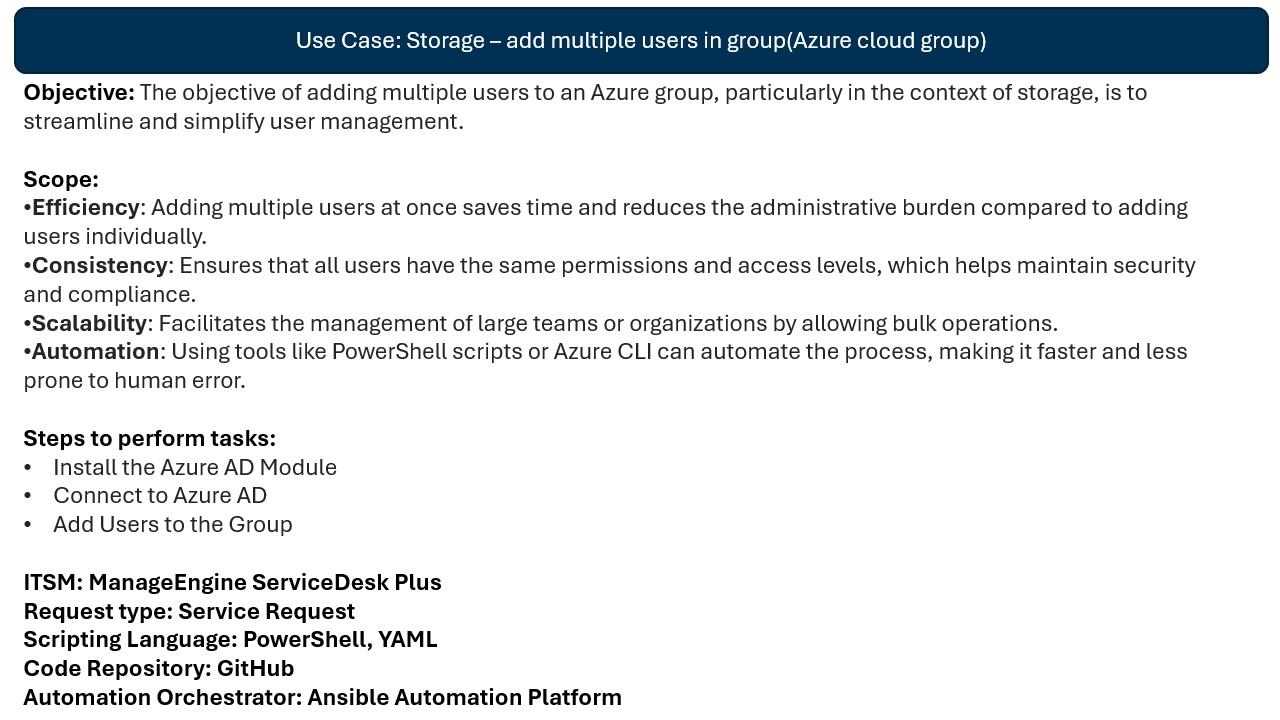 Use Case: Storage – add multiple users in group(Azure cloud group)
Objective: The objective of adding multiple users to an Azure group, particularly in the context of storage, is to
streamline and simplify user management.
Scope:
•Efficiency: Adding multiple users at once saves time and reduces the administrative burden compared to adding
users individually.
•Consistency: Ensures that all users have the same permissions and access levels, which helps maintain security
and compliance.
•Scalability: Facilitates the management of large teams or organizations by allowing bulk operations.
•Automation: Using tools like PowerShell scripts or Azure CLI can automate the process, making it faster and less
prone to human error.
Steps to perform tasks:
• Install the Azure AD Module
• Connect to Azure AD
• Add Users to the Group
ITSM: ManageEngine ServiceDesk Plus
Request type: Service Request
Scripting Language: PowerShell, YAML
Code Repository: GitHub
Automation Orchestrator: Ansible Automation Platform